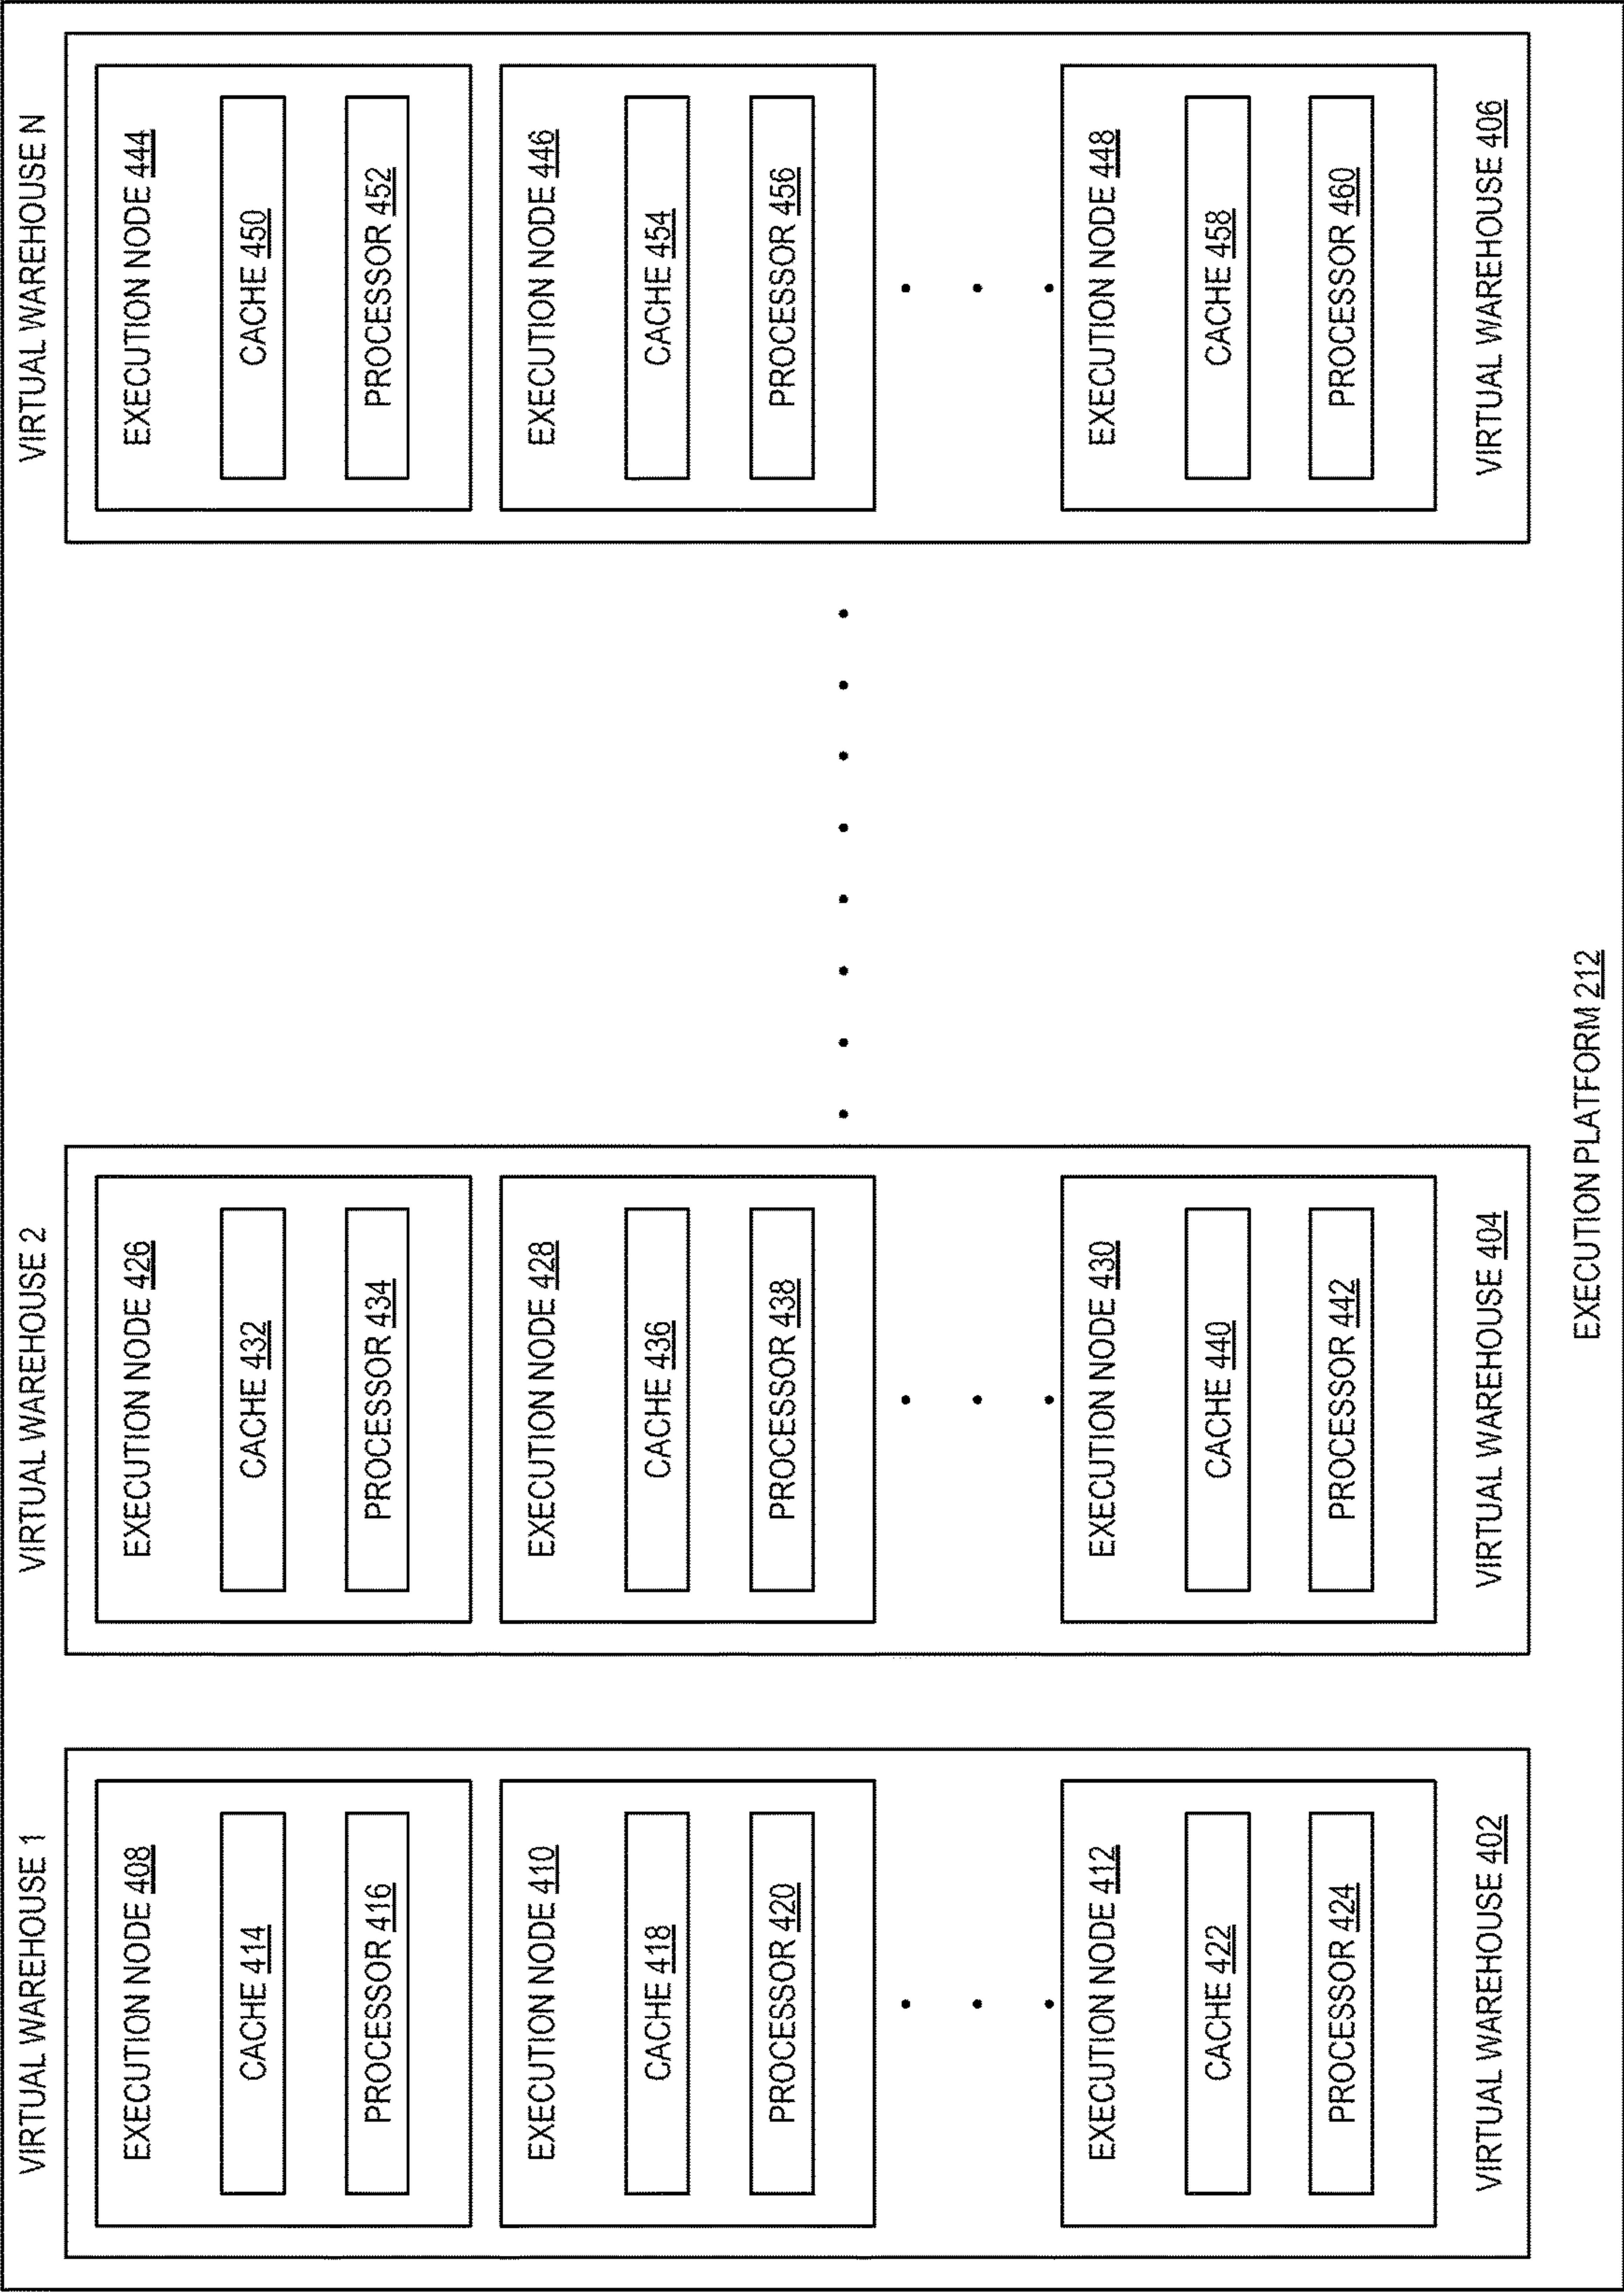 VIRTUAL WAREHOUSE 1
EXECUTION NODE 408
CACHE 414
PROCESSOR 416
EXECUTION NODE 410
CACHE 418
PROCESSOR 420
EXECUTION NODE 412
CACHE 422
PROCESSOR 424
VIRTUAL WAREHOUSE 402
VIRTUAL WAREHOUSE 2
EXECUTION NODE 426
CACHE 432
PROCESSOR 434
EXECUTION NODE 428
CACHE 436
PROCESSOR 438
EXECUTION NODE 430
CACHE 440
PROCESSOR 442
VIRTUAL WAREHOUSE 404
VIRTUAL WAREHOUSE N
EXECUTION NODE 444
CACHE 450
PROCESSOR 452
EXECUTION NODE 446
CACHE 454
PROCESSOR 456
EXECUTION NODE 448
CACHE 458
PROCESSOR 460
VIRTUAL WAREHOUSE 406
EXECUTION PLATFORM 212